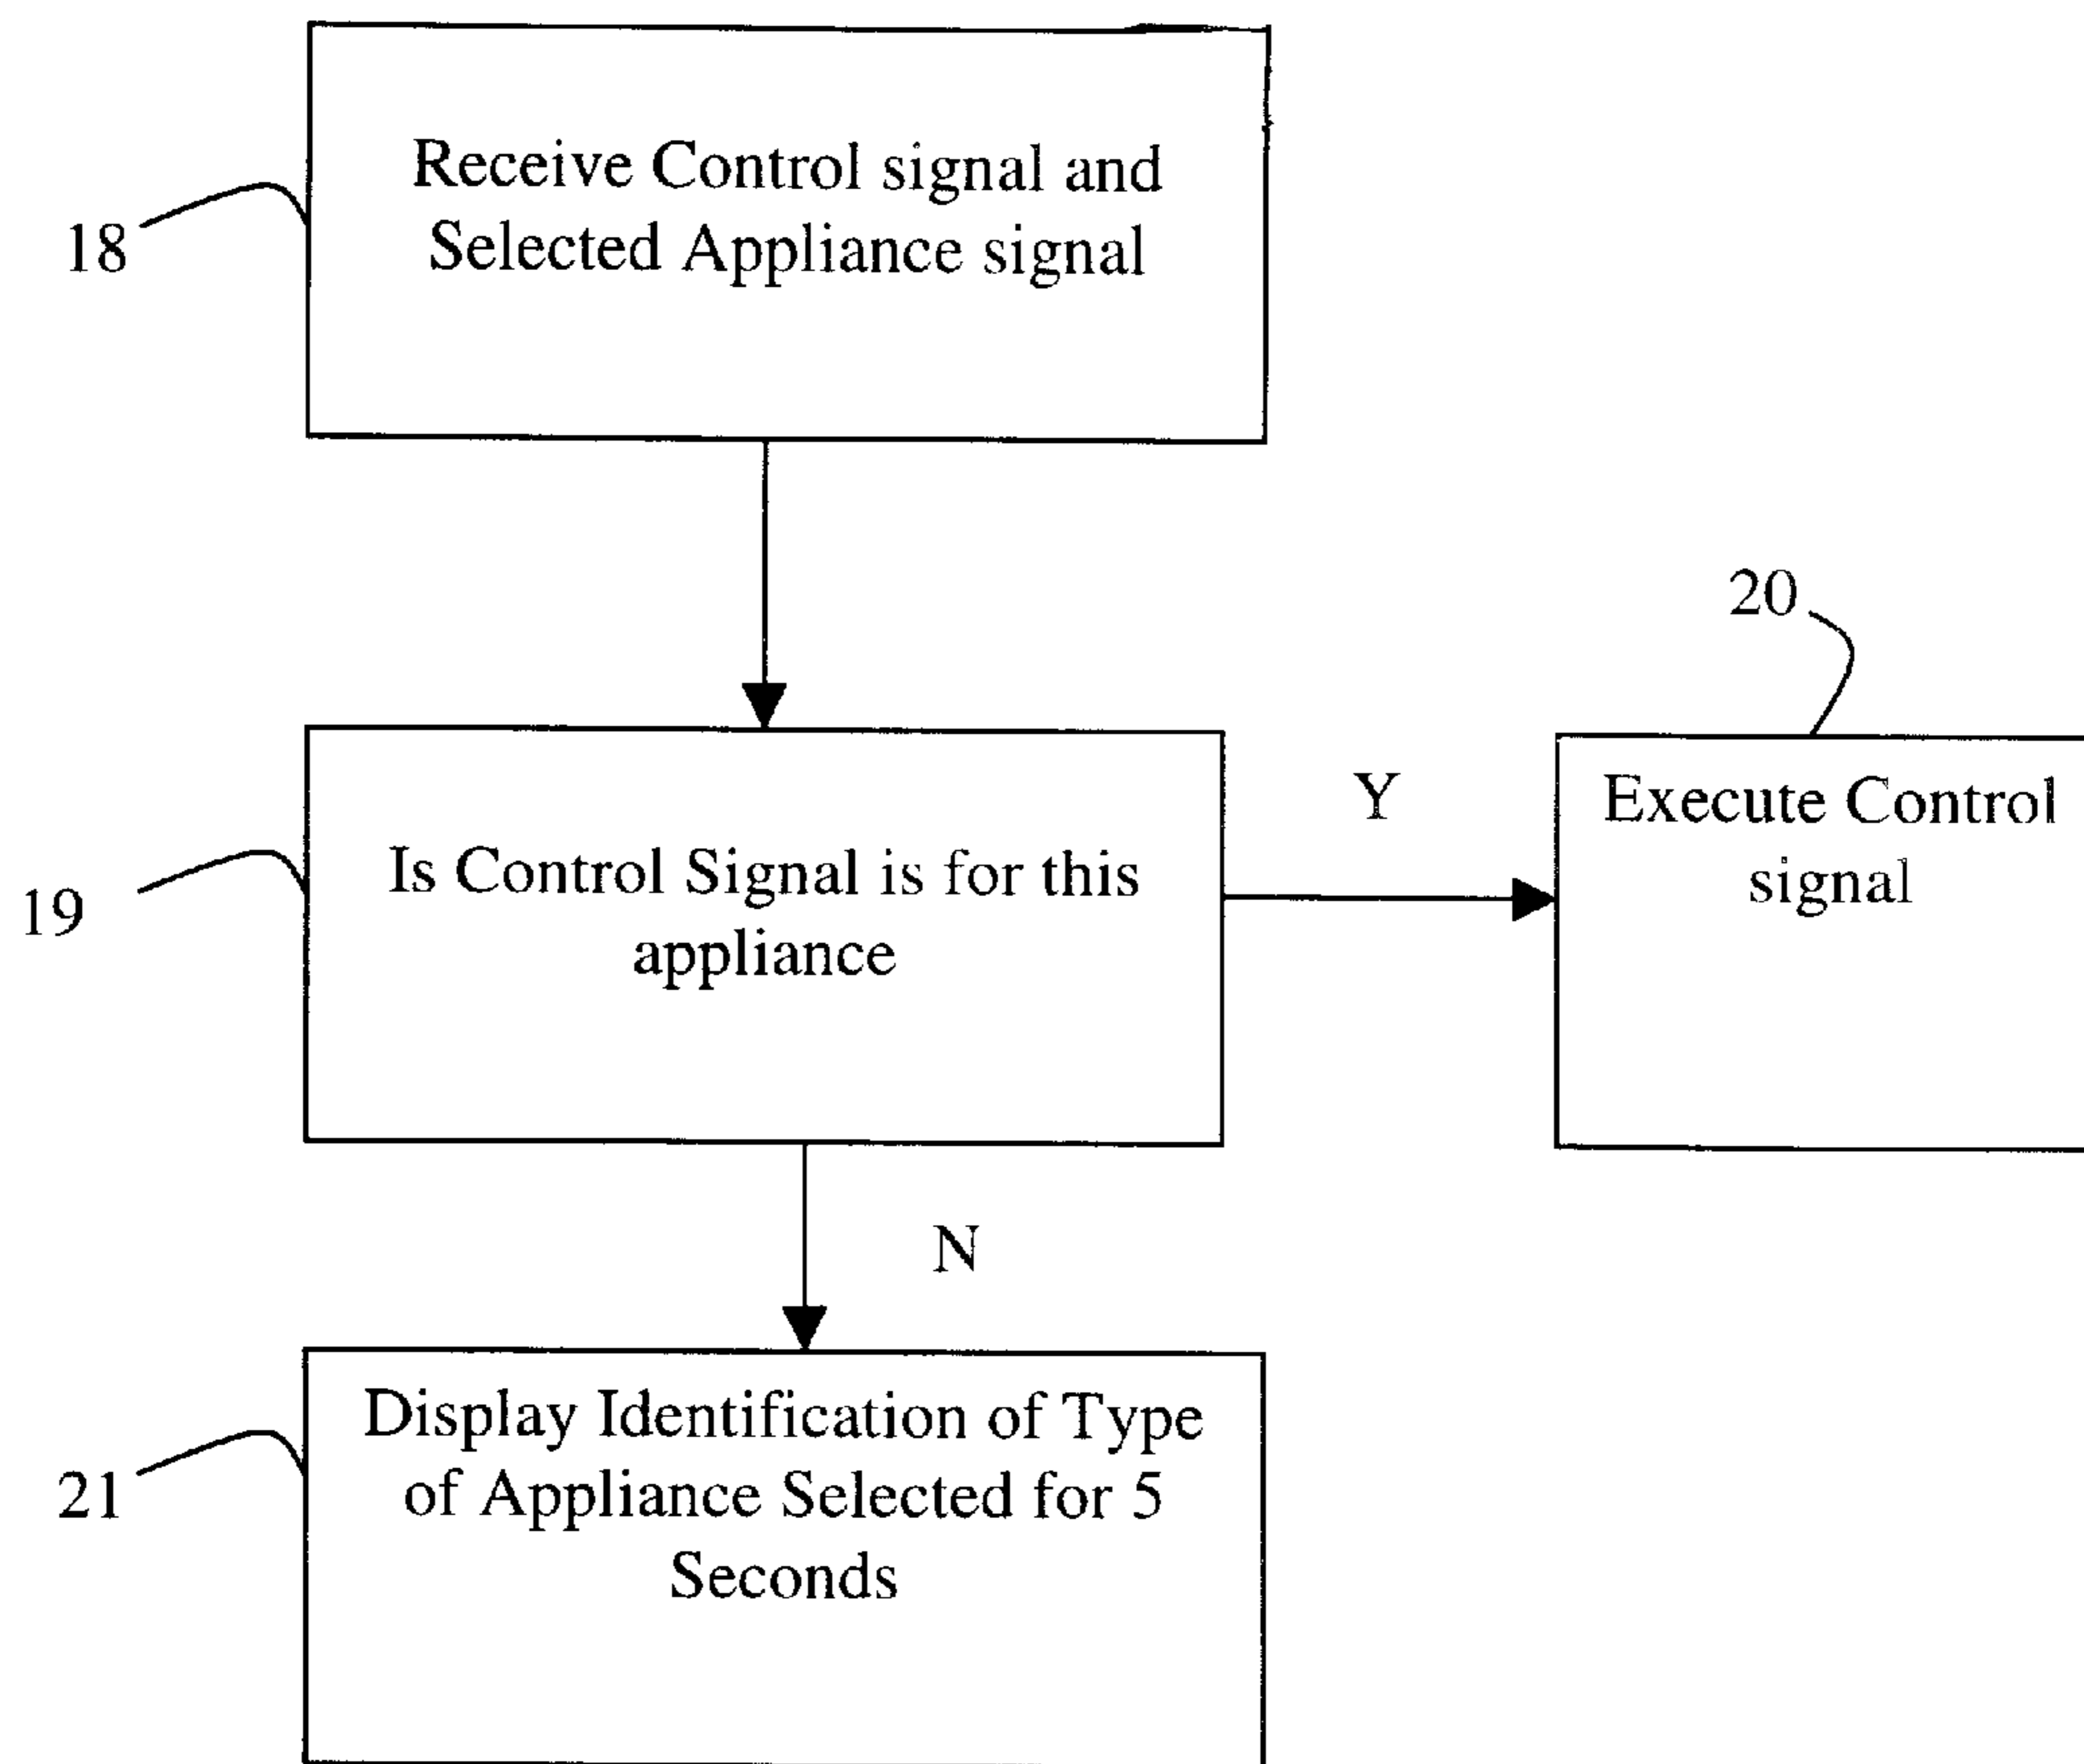 Receive Control signal and
Selected Appliance signal
18
20
Y
Execute Control
signal
Is Control Signal is for this
appliance
19
N
Display Identification of Type
of Appliance Selected for 5
Seconds
21